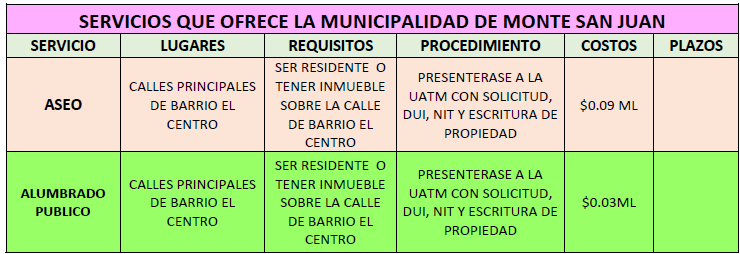 SERVICIOS QUE OFRECE LA MUNICIPALIDAD DE MONTE SAN JUAN
SERVICIO LUGARES REQUISITOS PROCEDIMIENTO COSTOS PLAZOS
ASEO
CALLES PRINCIPALES
DE BARRIO EL
CENTRO
SER RESIDENTE O
TENER INMUEBLE
SOBRE LA CALLE
DE BARRIO EL
CENTRO
PRESENTERASE A LA
UATM CON SOLICITUD,
DUI, NIT Y ESCRITURA DE
PROPIEDAD
$0.09 ML
ALUMBRADO
PUBLICO
CALLES PRINCIPALES
DE BARRIO EL
CENTRO
SER RESIDENTE O
TENER INMUEBLE
SOBRE LA CALLE
DE BARRIO EL
CENTRO
PRESENTERASE A LA
UATM CON SOLICITUD,
DUI, NIT Y ESCRITURA DE
PROPIEDAD
$0.03ML